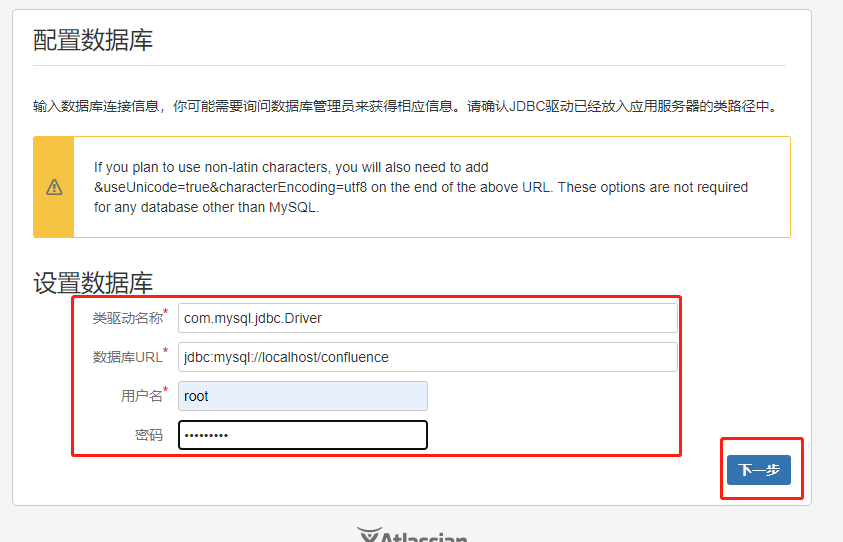 配置数据库
输入数据库连接信息，你可能需要询问数据库管理员来获得相应信息。请确认JDBC驱动已经放入应用服务器的类路径中。
If you plan to use non-latin characters, you will also need to add
&useUnicode=true&characterEncoding=utf8 on the end of the above URL. These options are not required
for any database other than MySQL.
设置数据库
类驱动名称* com.mysql.jdbc.Driver
数据库URL* jdbc:mysql://localhost/confluence
用户名* root
密码 •••••••••
下一步
Atlassian